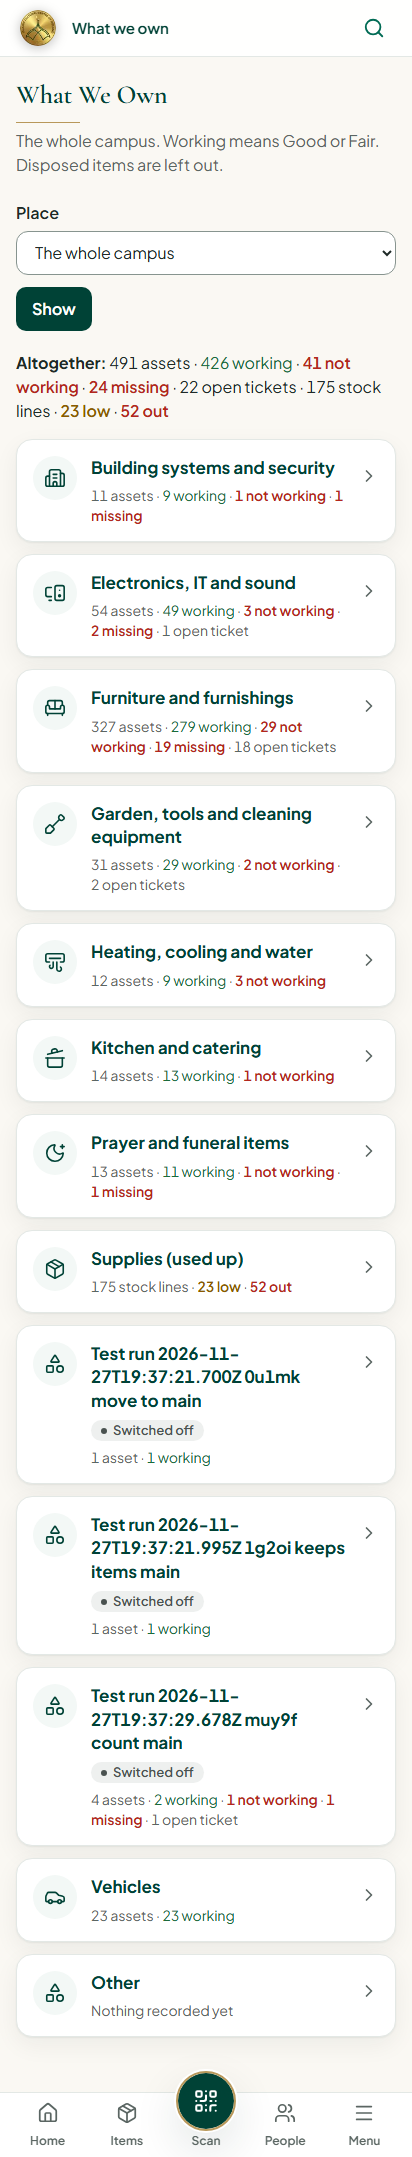 What we own
What We Own
The whole campus. Working means Good or Fair.
Disposed items are left out.
Place
The whole campus
Show
Altogether: 491 assets · 426 working · 41 not
working · 24 missing · 22 open tickets · 175 stock
lines · 23 low · 52 out
Building systems and security
11 assets · 9 working · 1 not working · 1
missing
Electronics, IT and sound
54 assets · 49 working · 3 not working ·
2 missing · 1 open ticket
Furniture and furnishings
327 assets · 279 working · 29 not
working · 19 missing · 18 open tickets
Garden, tools and cleaning
equipment
31 assets · 29 working · 2 not working ·
2 open tickets
Heating, cooling and water
12 assets · 9 working · 3 not working
Kitchen and catering
14 assets · 13 working · 1 not working
Prayer and funeral items
13 assets · 11 working · 1 not working ·
1 missing
Supplies (used up)
175 stock lines · 23 low · 52 out
Test run 2026-11-
27T19:37:21.700Z 0u1mk
move to main
Switched off
1 asset · 1 working
Test run 2026-11-
27T19:37:21.995Z 1g2oi keeps
items main
Switched off
1 asset · 1 working
Test run 2026-11-
27T19:37:29.678Z muy9f
count main
Switched off
4 assets · 2 working · 1 not working · 1
missing · 1 open ticket
Vehicles
23 assets · 23 working
Other
Nothing recorded yet
Home
Items
Scan
People
Menu